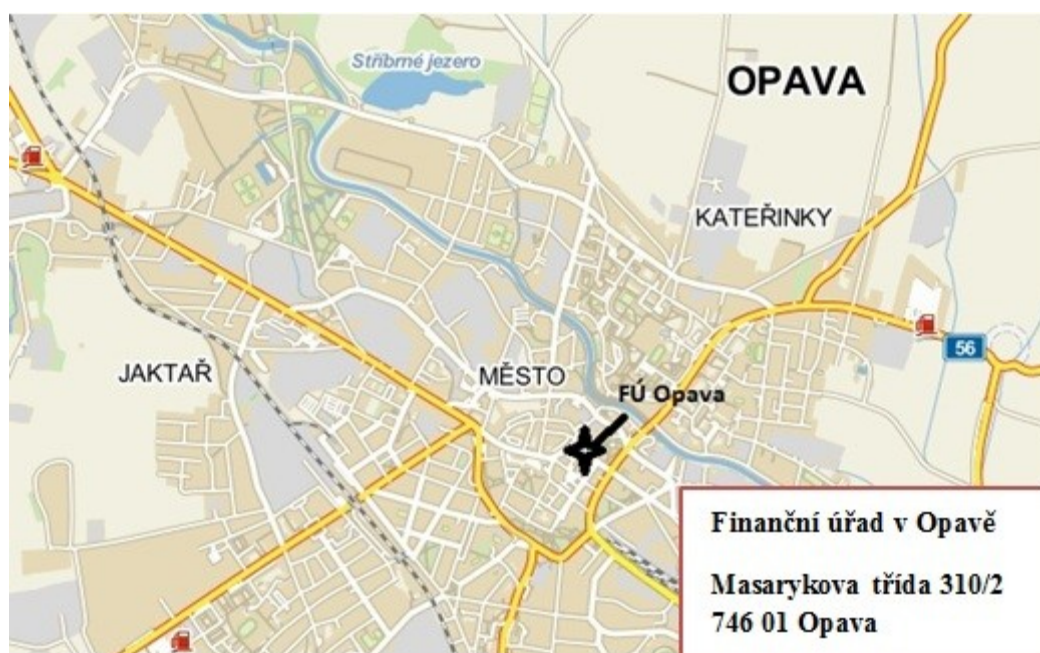 Stříbrné jezero
OPAVA
KATEŘINKY
56
JAKTAŘ
MĚSTO
FÚ Opava
Finanční úřad v Opavě
Masarykova třída 310/2
746 01 Opava